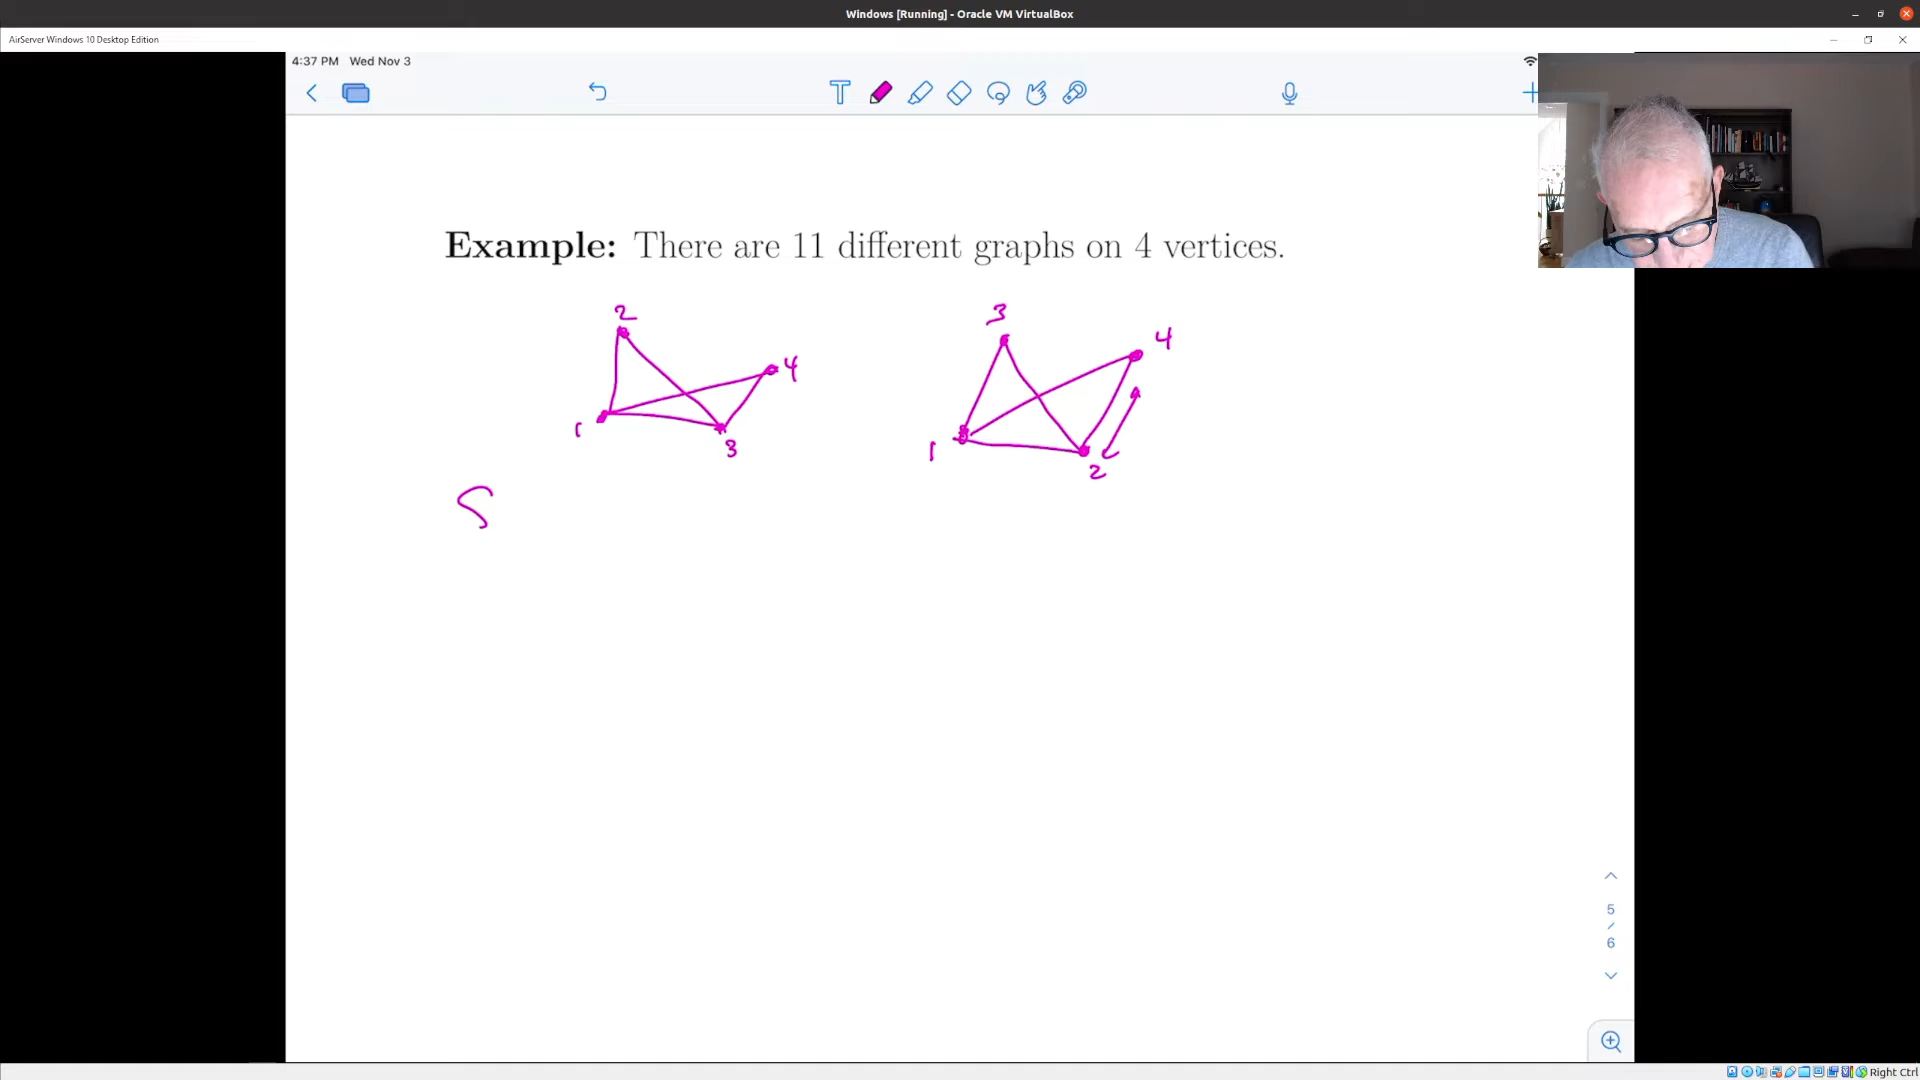 Windows [Running] - Oracle VM VirtualBox
AirServer Windows 10 Desktop Edition
4:37 PM Wed Nov 3
T
Example: There are 11 different graphs on 4 vertices.
2
3
4
4
1
3
1
2
S
5
/
6
Right Ctrl